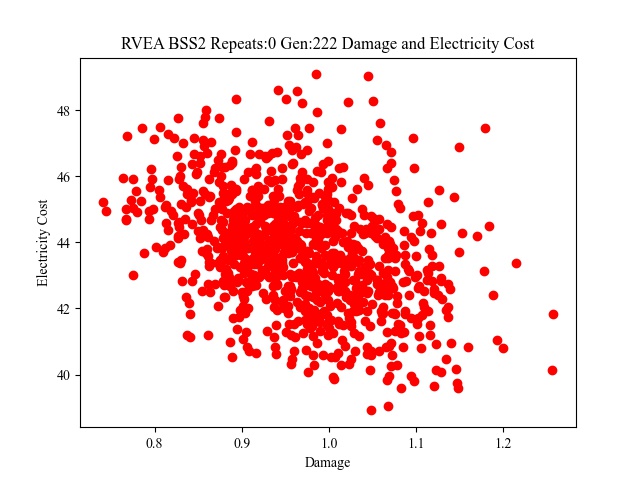 RVEA BSS2 Repeats:0 Gen:222 Damage and Electricity Cost
48
46
44
42
40
Electricity Cost
0.8 0.9 1.0 1.1 1.2
Damage